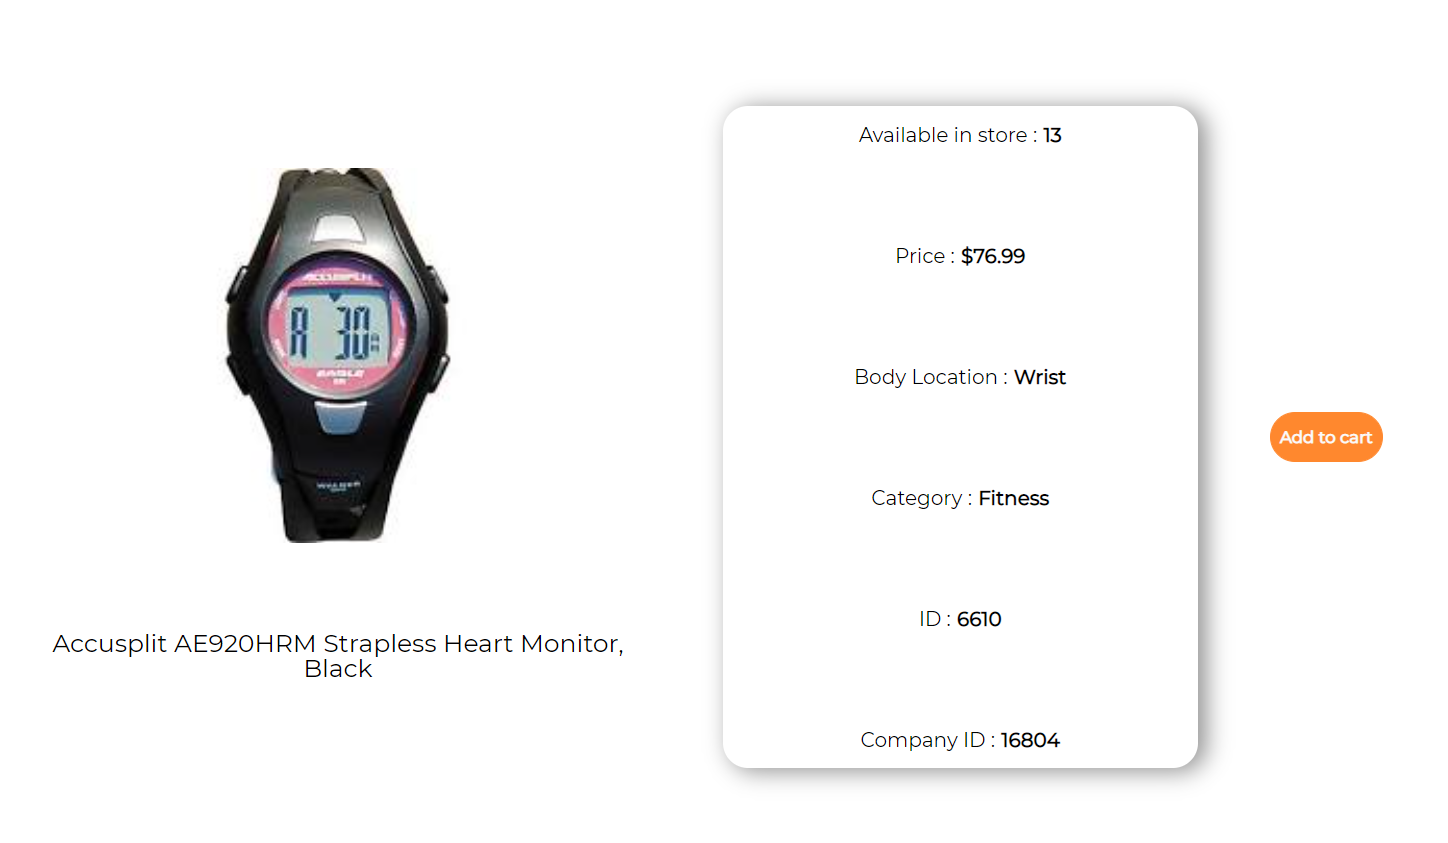 ACCUSPLIT
A 30
EAGLE
Accusplit AE920HRM Strapless Heart Monitor,
Black
Available in store : 13
Price : $76.99
Body Location : Wrist
Category : Fitness
ID : 6610
Company ID : 16804
Add to cart